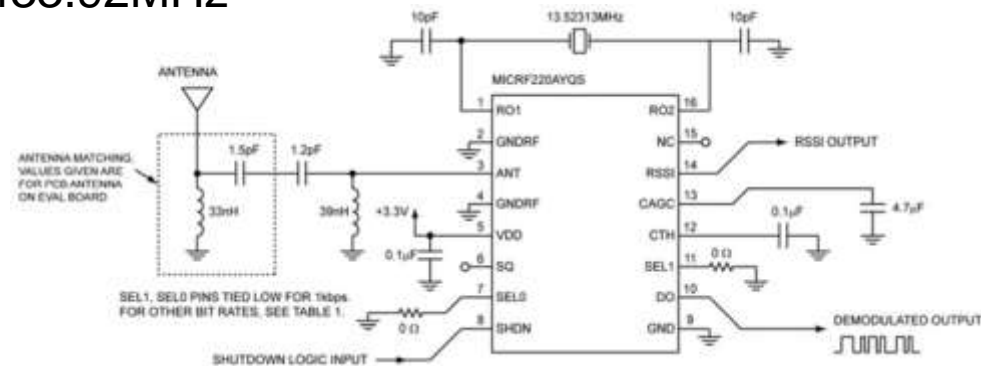 10pF
13.52313MHz
10pF
MICRF220AYQS
ANTENNA
1 RO1
RO2 16
2 GNDRF
NC 15
RSSI OUTPUT
1.5pF
1.2pF
3 ANT
RSSI 14
ANTENNA MATCHING,
VALUES GIVEN ARE
FOR PCB ANTENNA
ON EVAL BOARD
33nH
39nH
4 GNDRF
CAGC 13
4.7µF
+3.3V
5 VDD
CTH 12
0.1µF
0.1µF
6 SQ
SEL1 11
0Ω
SEL1, SEL0 PINS TIED LOW FOR 1kbps.
FOR OTHER BIT RATES, SEE TABLE 1.
7 SEL0
DO 10
0Ω
8 SHDN
GND 9
DEMODULATED OUTPUT
SHUTDOWN LOGIC INPUT